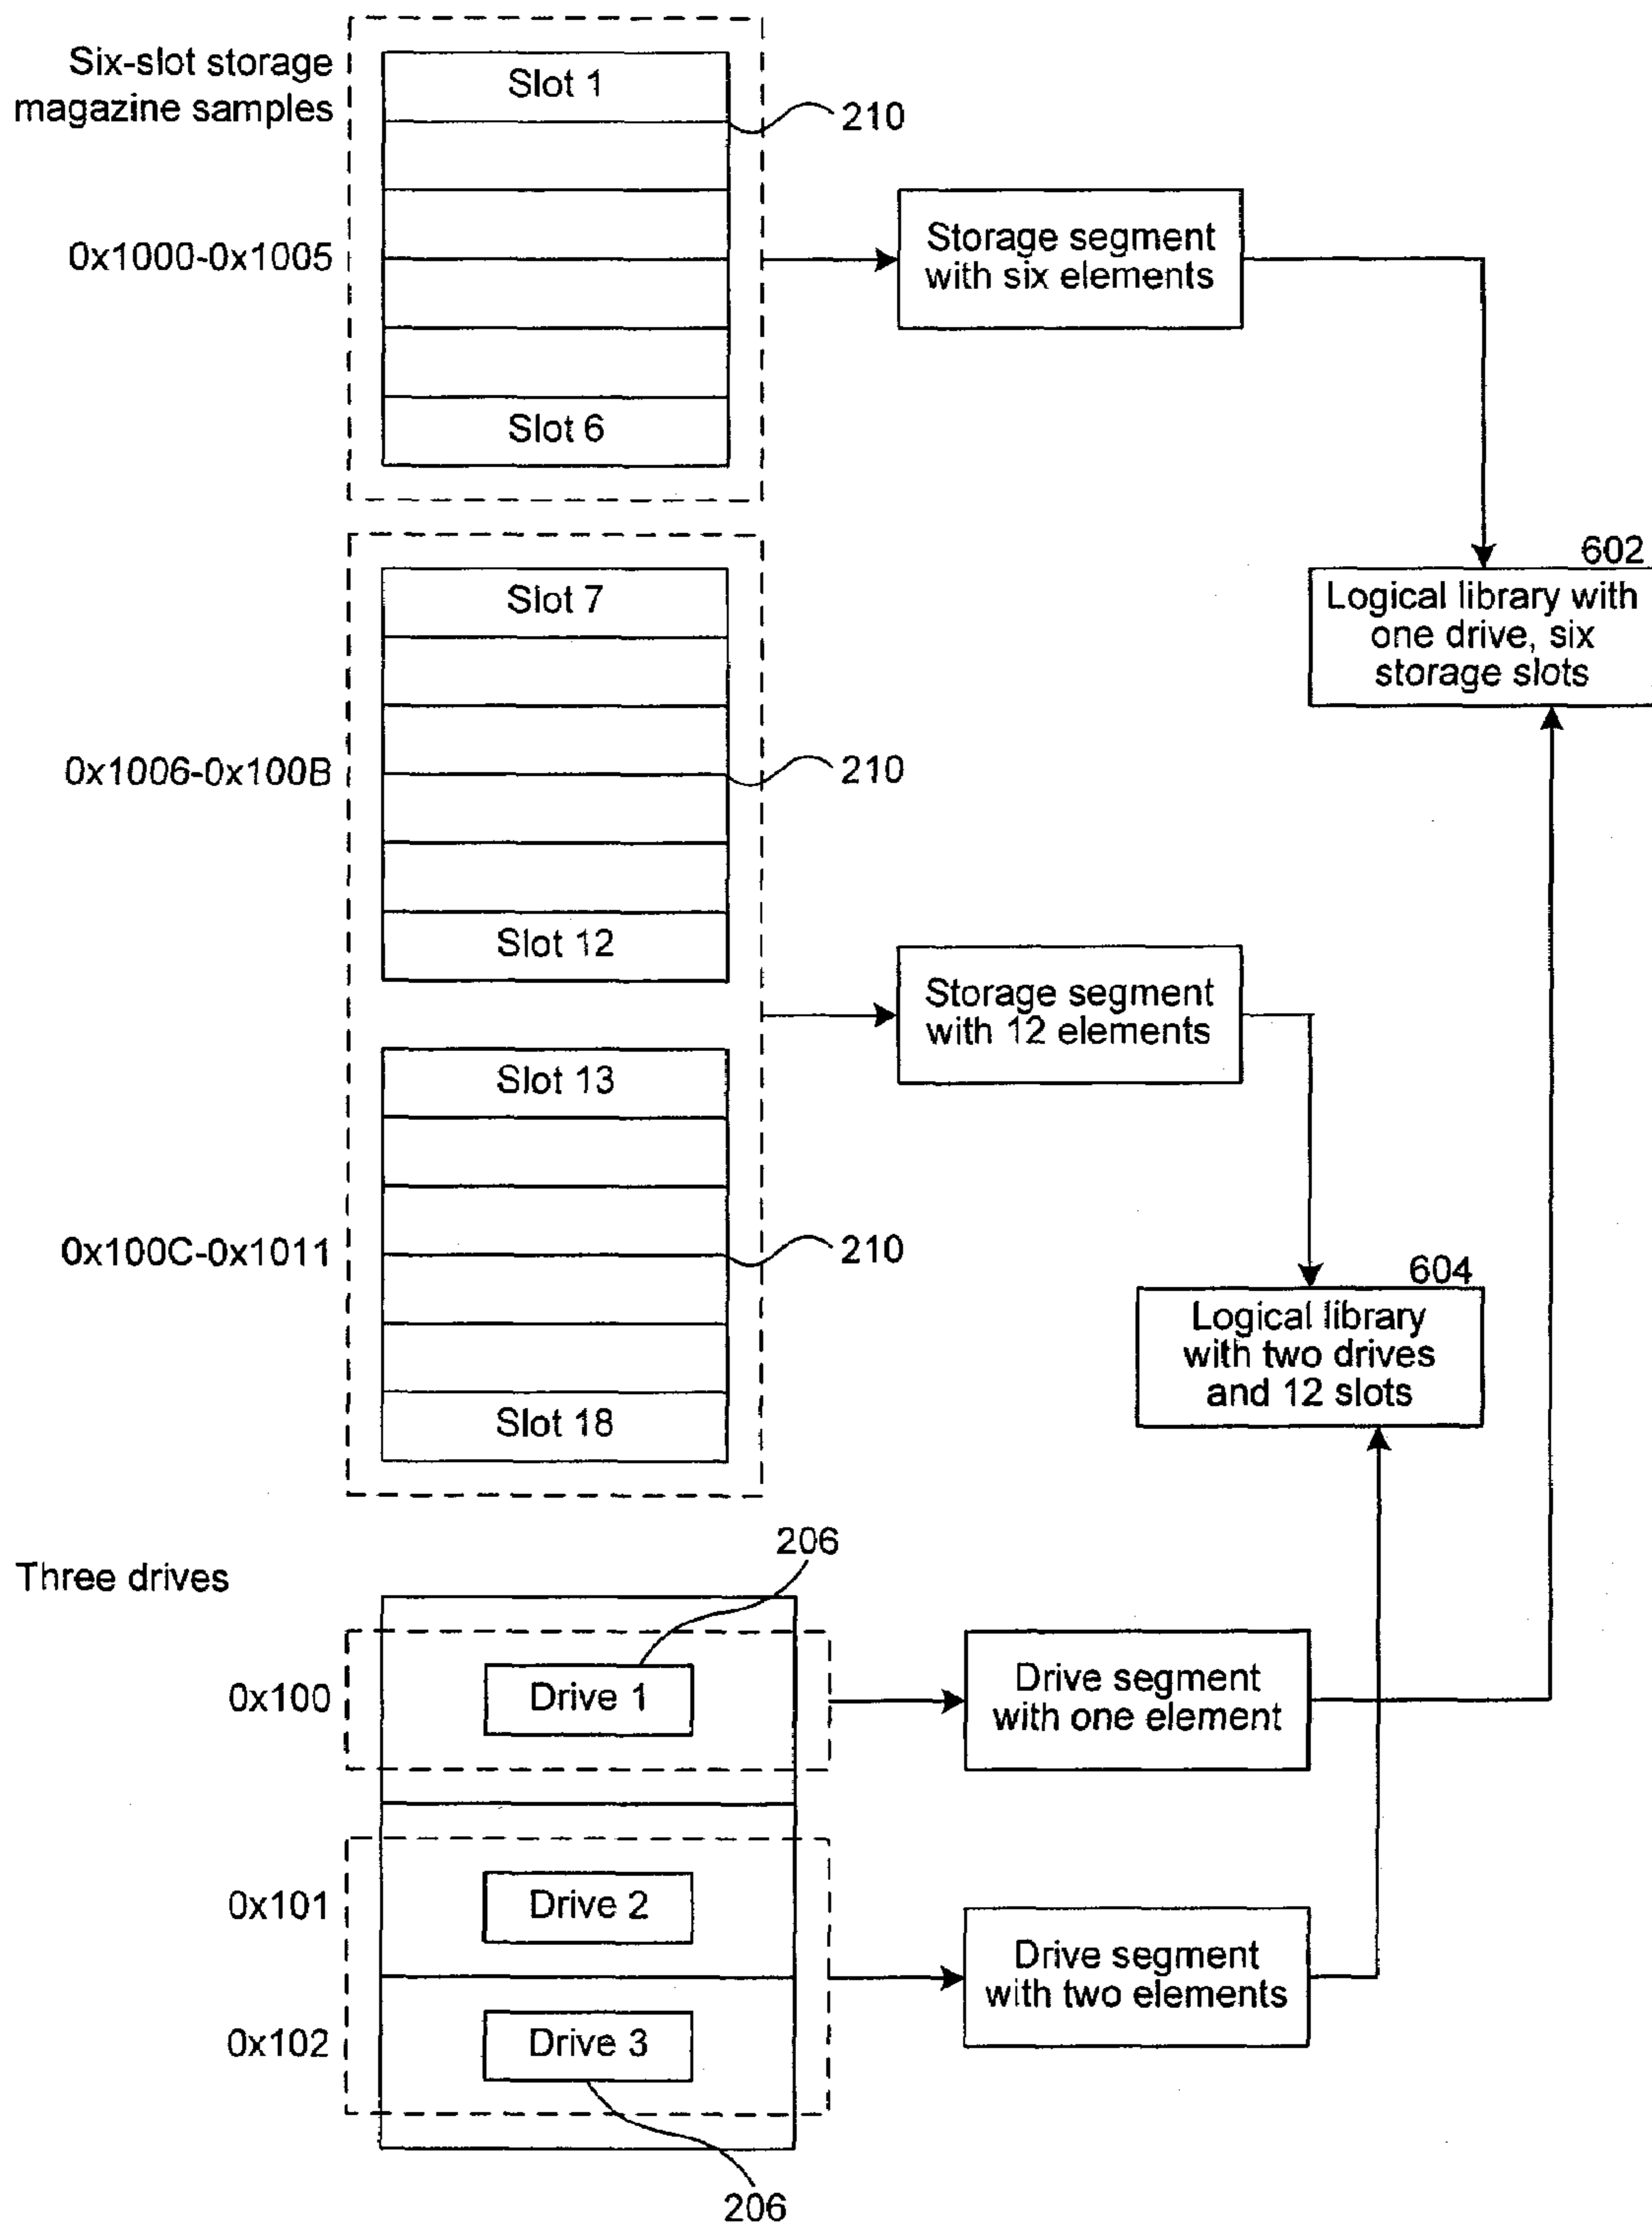 Six-slot storage
magazine samples
Slot 1
210
0x1000-0x1005
Storage segment
with six elements
Slot 6
602
Logical library with
one drive, six
storage slots
Slot 7
0x1006-0x100B
210
Slot 12
Storage segment
with 12 elements
Slot 13
0x100C-0x1011
210
604
Logical library
with two drives
and 12 slots
Slot 18
206
Three drives
0x100
Drive 1
Drive segment
with one element
0x101
Drive 2
Drive segment
with two elements
0x102
Drive 3
206